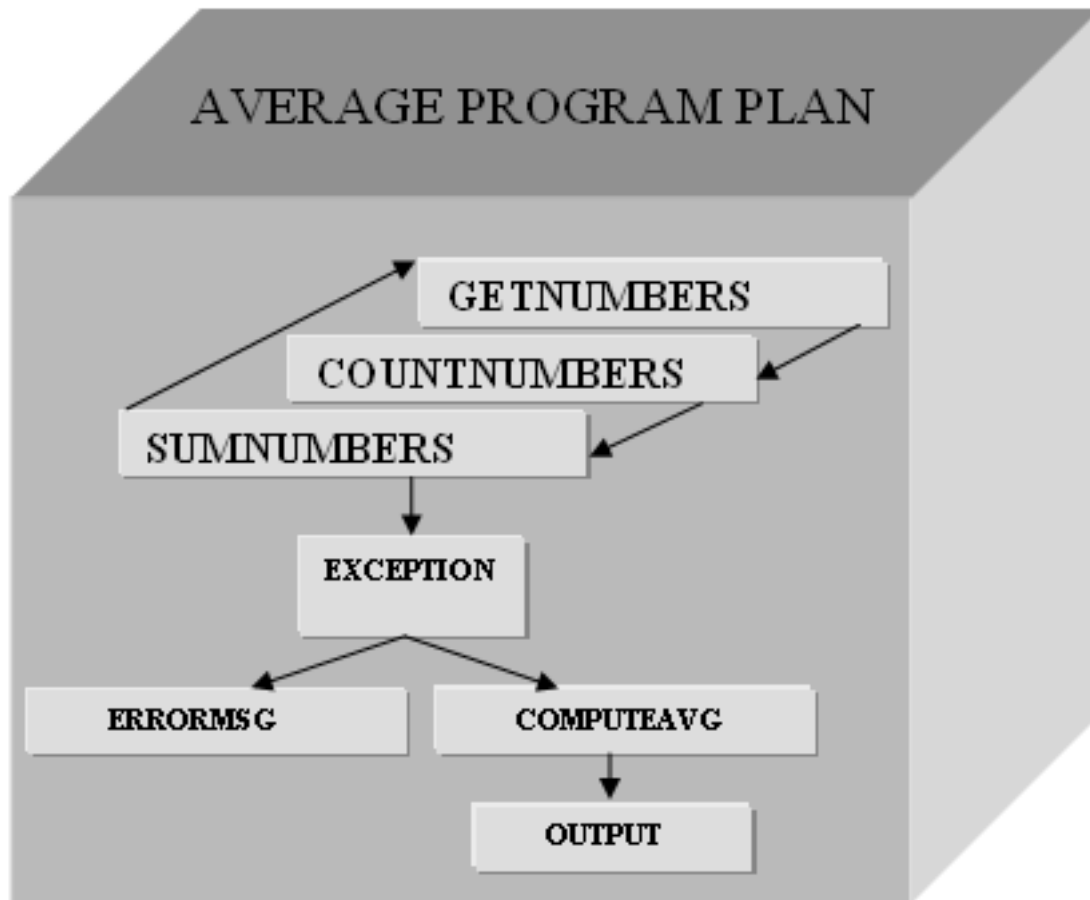 AVERAGE PROGRAM PLAN
GETNUMBERS
COUNTNUMBERS
SUMNUMBERS
EXCEPTION
ERRORMSG
COMPUTEAVG
OUTPUT